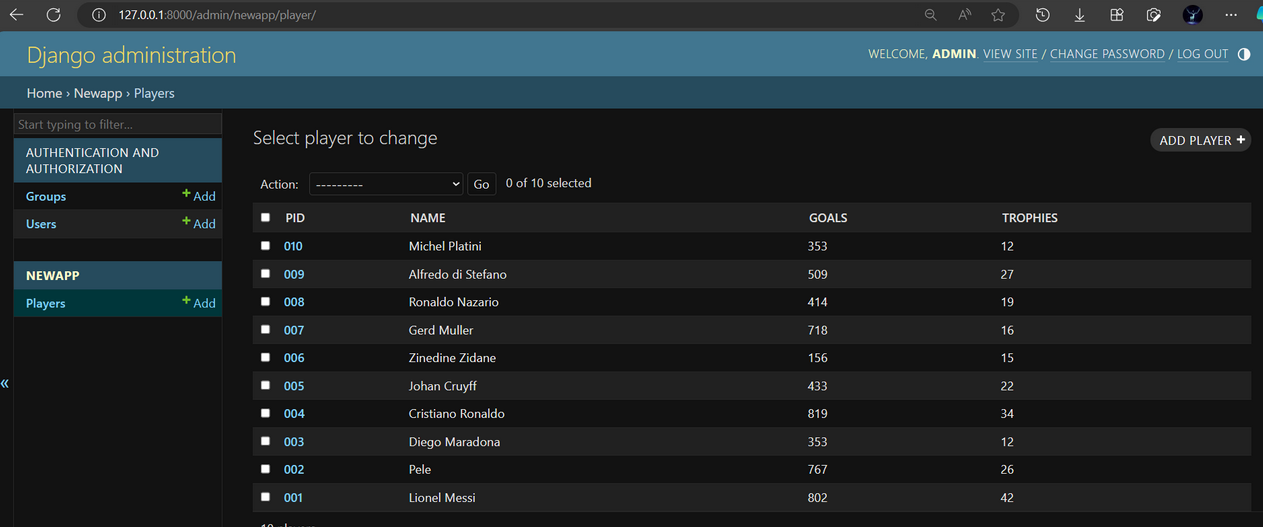 127.0.0.1:8000/admin/newapp/player/
Django administration
WELCOME, ADMIN. VIEW SITE / CHANGE PASSWORD / LOG OUT
Home › Newapp › Players
Start typing to filter...
AUTHENTICATION AND
AUTHORIZATION
Groups + Add
Users + Add
NEWAPP
Players + Add
«
Select player to change
ADD PLAYER +
Action: --------- Go 0 of 10 selected
PID NAME GOALS TROPHIES
010 Michel Platini 353 12
009 Alfredo di Stefano 509 27
008 Ronaldo Nazario 414 19
007 Gerd Muller 718 16
006 Zinedine Zidane 156 15
005 Johan Cruyff 433 22
004 Cristiano Ronaldo 819 34
003 Diego Maradona 353 12
002 Pele 767 26
001 Lionel Messi 802 42